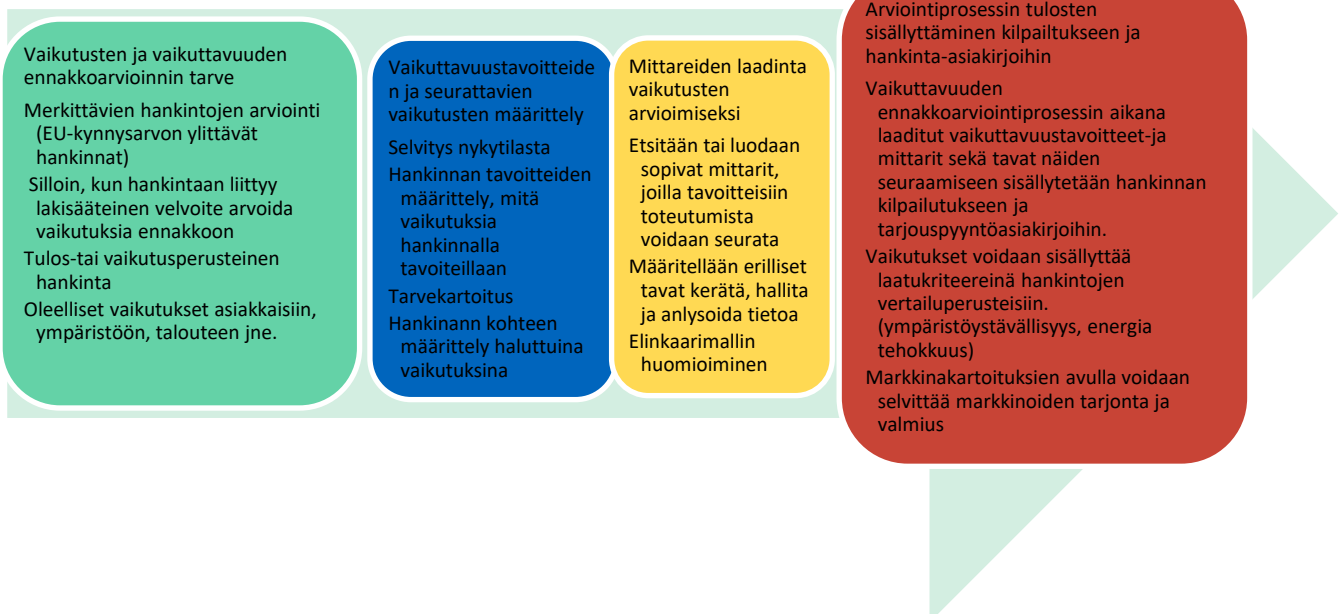 Vaikutusten ja vaikuttavuuden
ennakkoarvioinnin tarve
Merkittävien hankintojen arviointi
(EU-kynnysarvon ylittävät
hankinnat)
Silloin, kun hankintaan liittyy
lakisääteinen velvoite arvoida
vaikutuksia ennakkoon
Tulos-tai vaikutusperusteinen
hankinta
Oleelliset vaikutukset asiakkaisiin,
ympäristöön, talouteen jne.
Vaikuttavuustavoitteide
n ja seurattavien
vaikutusten määrittely
Selvitys nykytilasta
Hankinnan tavoitteiden
määrittely, mitä
vaikutuksia
hankinnalla
tavoiteillaan
Tarvekartoitus
Hankinann kohteen
määrittely haluttuina
vaikutuksina
Mittareiden laadinta
vaikutusten
arvioimiseksi
Etsitään tai luodaan
sopivat mittarit,
joilla tavoitteisiin
toteutumista
voidaan seurata
Määritellään erilliset
tavat kerätä, hallita
ja anlysoida tietoa
Elinkaarimallin
huomioiminen
Arviointiprosessin tulosten
sisällyttäminen kilpailtukseen ja
hankinta-asiakirjoihin
Vaikuttavuuden
ennakkoarviointiprosessin aikana
laaditut vaikuttavuustavoitteet-ja
mittarit sekä tavat näiden
seuraamiseen sisällytetään hankinnan
kilpailutukseen ja
tarjouspyyntöasiakirjoihin.
Vaikutukset voidaan sisällyttää
laatukriteereinä hankintojen
vertailuperusteisiin.
(ympäristöystävällisyys, energia
tehokkuus)
Markkinakartoituksien avulla voidaan
selvittää markkinoiden tarjonta ja
valmius